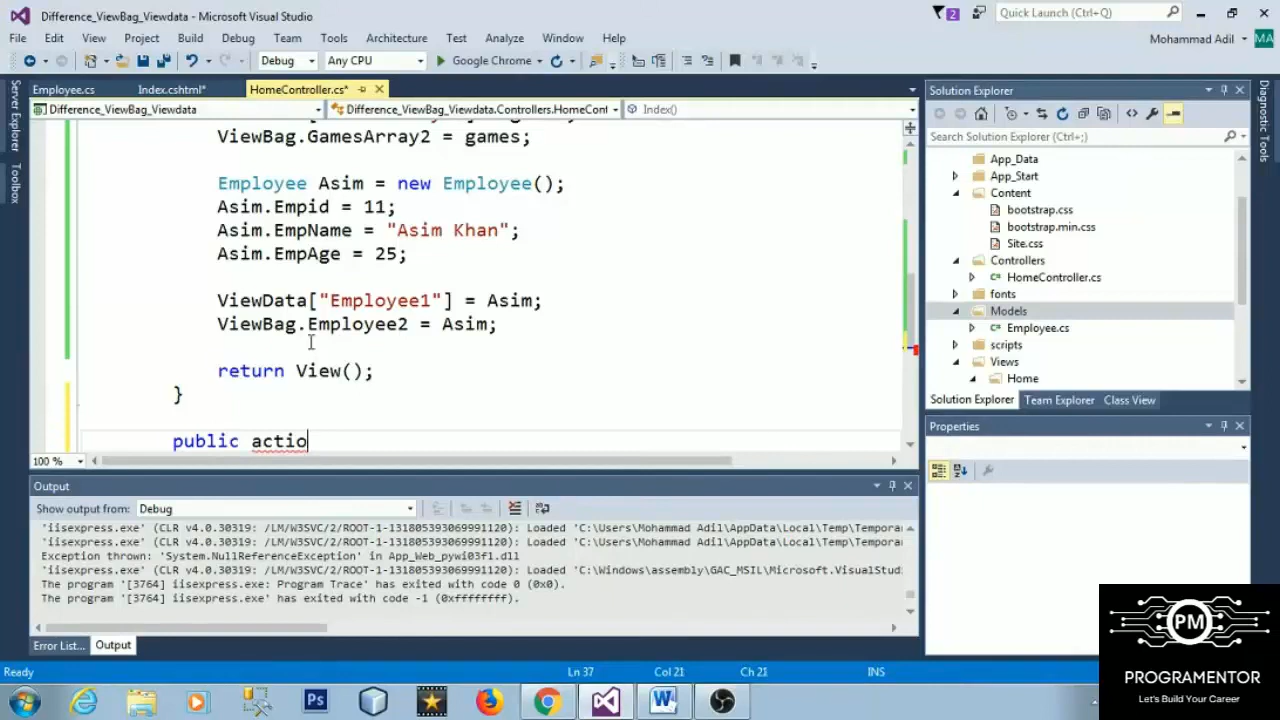 Difference_ViewBag_Viewdata - Microsoft Visual Studio
2
Quick Launch (Ctrl+Q)
File Edit View Project Build Debug Team Tools Architecture Test Analyze Window Help
Mohammad Adil
MA
Debug Any CPU Google Chrome
Server Explorer
Toolbox
Employee.cs Index.cshtml* HomeController.cs*
Difference_ViewBag_Viewdata Difference_ViewBag_Viewdata.Controllers.HomeCont Index()
ViewBag.GamesArray2 = games;
Employee Asim = new Employee();
Asim.Empid = 11;
Asim.EmpName = "Asim Khan";
Asim.EmpAge = 25;
ViewData["Employee1"] = Asim;
ViewBag.Employee2 = Asim;
return View();
}
public actio
100 %
Solution Explorer
Search Solution Explorer (Ctrl+;)
App_Data
App_Start
Content
bootstrap.css
bootstrap.min.css
Site.css
Controllers
HomeController.cs
fonts
Models
Employee.cs
scripts
Views
Home
Solution Explorer Team Explorer Class View
Properties
Diagnostic Tools
Output
Show output from: Debug
'iisexpress.exe' (CLR v4.0.30319: /LM/W3SVC/2/ROOT-1-131805393069991120): Loaded 'C:\Users\Mohammad Adil\AppData\Local\Temp\Tempora
'iisexpress.exe' (CLR v4.0.30319: /LM/W3SVC/2/ROOT-1-131805393069991120): Loaded 'C:\Users\Mohammad Adil\AppData\Local\Temp\Tempora
Exception thrown: 'System.NullReferenceException' in App_Web_pywi03fl.dll
'iisexpress.exe' (CLR v4.0.30319: /LM/W3SVC/2/ROOT-1-131805393069991120): Loaded 'C:\Windows\assembly\GAC_MSIL\Microsoft.VisualStud
The program '[3764] iisexpress.exe: Program Trace' has exited with code 0 (0x0).
The program '[3764] iisexpress.exe' has exited with code -1 (0xffffffff).
Error List... Output
Ready Ln 37 Col 21 Ch 21 INS
Ps
PM
PROGRAMENTOR
Let's Build Your Career